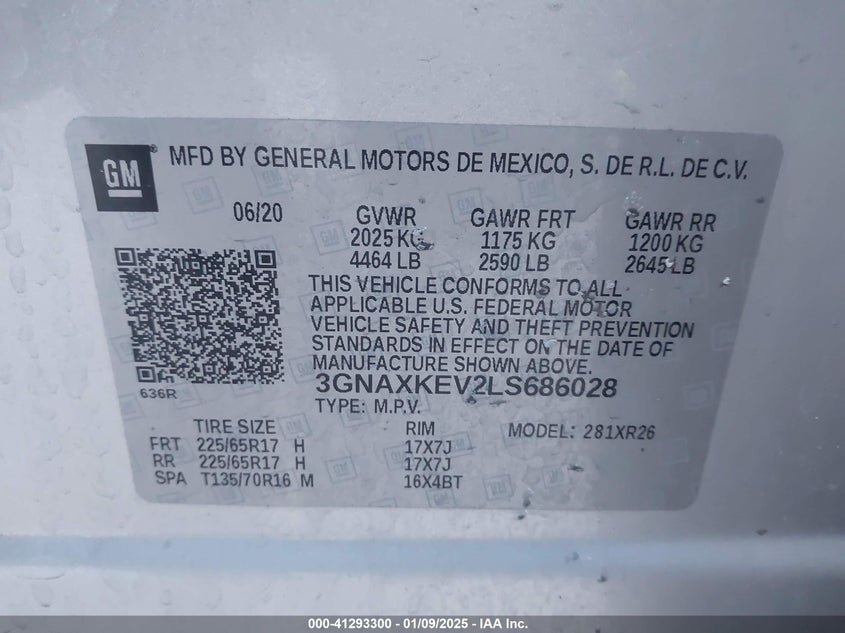 GM
MFD BY GENERAL MOTORS DE MEXICO, S. DE R.L. DE C.V.
06/20 GVWR GAWR FRT GAWR RR
2025 KG 1175 KG 1200 KG
4464 LB 2590 LB 2645 LB
THIS VEHICLE CONFORMS TO ALL
APPLICABLE U.S. FEDERAL MOTOR
VEHICLE SAFETY AND THEFT PREVENTION
STANDARDS IN EFFECT ON THE DATE OF
MANUFACTURE SHOWN ABOVE.
636R
3GNAXKEV2LS686028
TYPE: M.P.V.
TIRE SIZE RIM MODEL: 281XR26
FRT 225/65R17 H 17X7J
RR 225/65R17 H 17X7J
SPA T135/70R16 M 16X4BT
000-41293300 - 01/09/2025 - IAAI Inc.